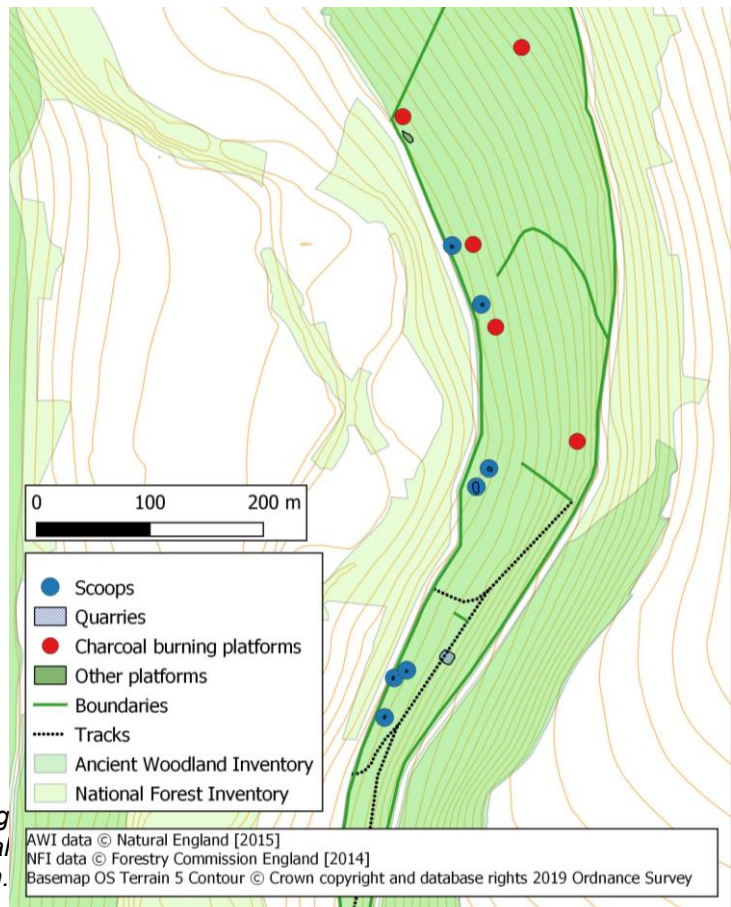 0 100 200 m
Scoops
Quarries
Charcoal burning platforms
Other platforms
Boundaries
Tracks
Ancient Woodland Inventory
National Forest Inventory
g
al
n.
AWI data © Natural England [2015]
NFI data © Forestry Commission England [2014]
Basemap OS Terrain 5 Contour © Crown copyright and database rights 2019 Ordnance Survey